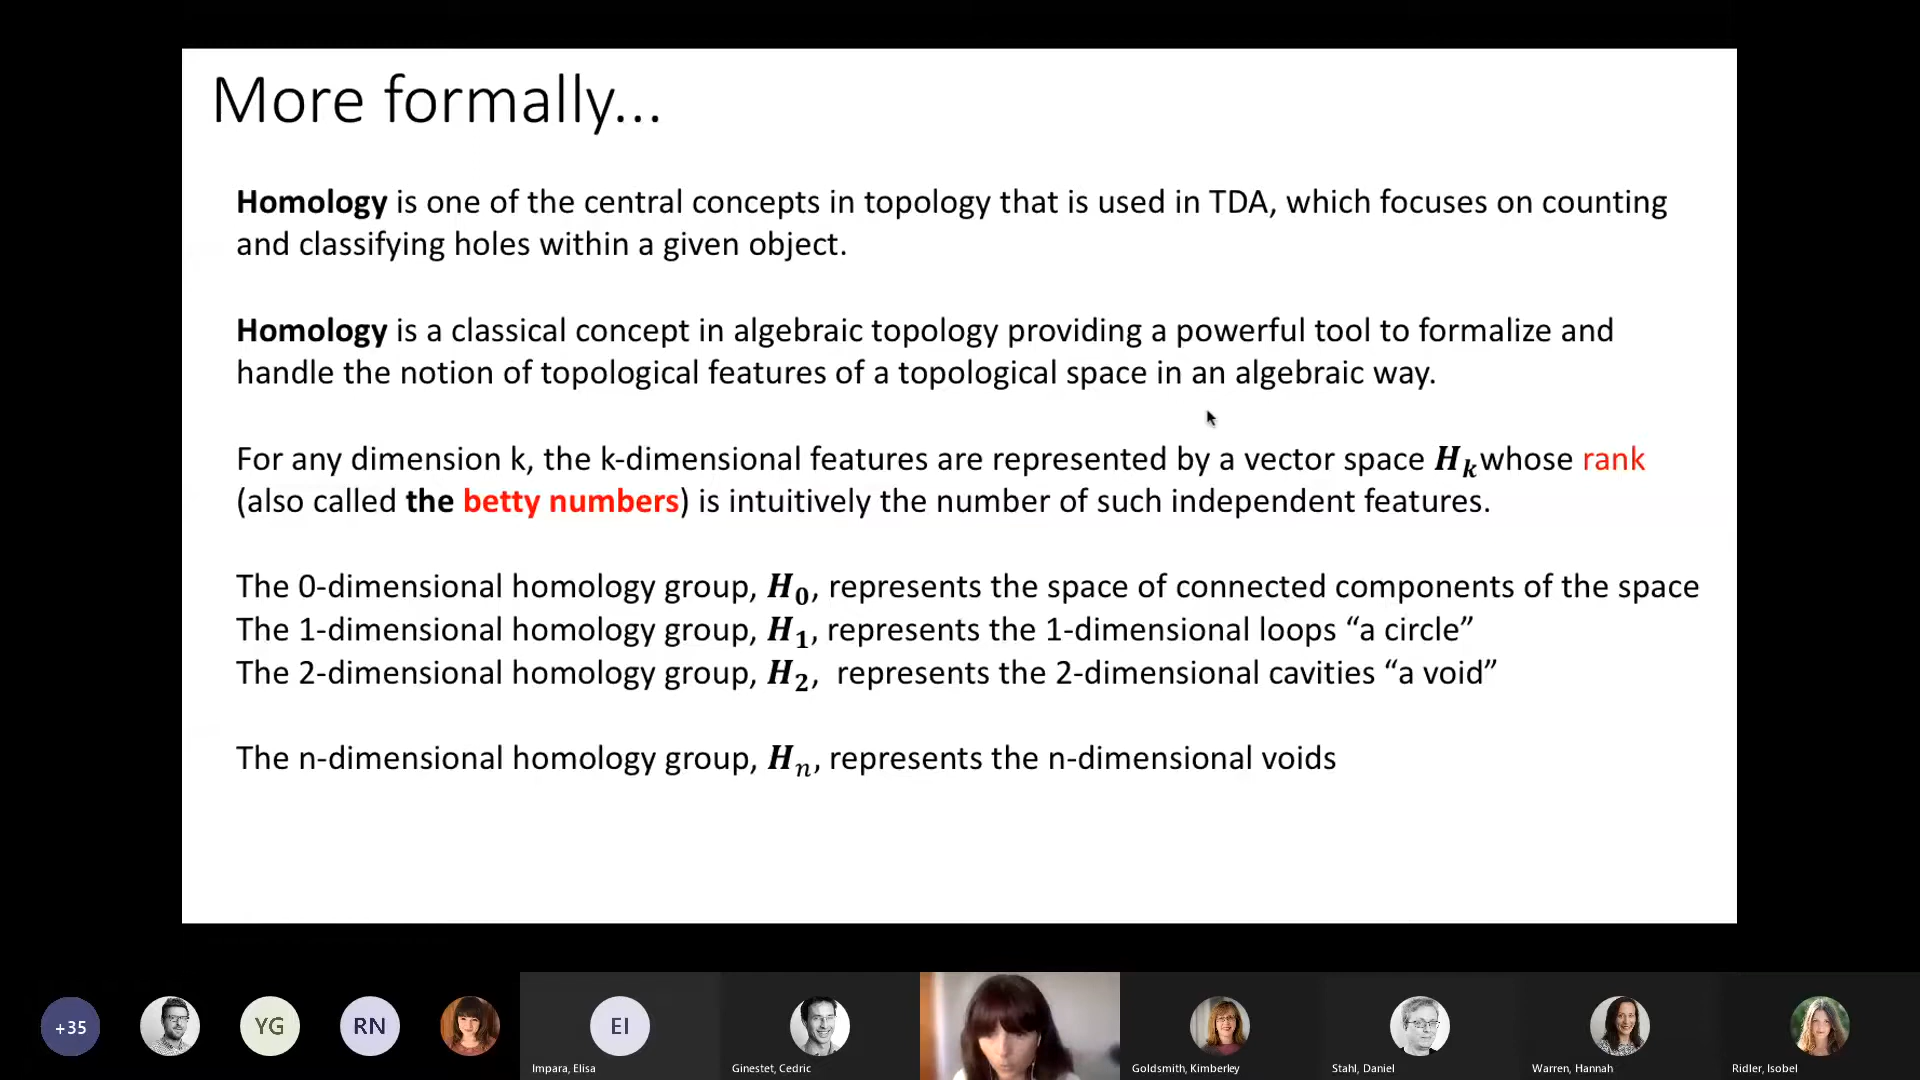 More formally...
Homology is one of the central concepts in topology that is used in TDA, which focuses on counting
and classifying holes within a given object.
Homology is a classical concept in algebraic topology providing a powerful tool to formalize and
handle the notion of topological features of a topological space in an algebraic way.
For any dimension k, the k-dimensional features are represented by a vector space Hₖ whose rank
(also called the betty numbers) is intuitively the number of such independent features.
The 0-dimensional homology group, H₀, represents the space of connected components of the space
The 1-dimensional homology group, H₁, represents the 1-dimensional loops “a circle”
The 2-dimensional homology group, H₂, represents the 2-dimensional cavities “a void”
The n-dimensional homology group, Hₙ, represents the n-dimensional voids
+35
YG
RN
EI
Impara, Elisa
Ginestet, Cedric
Goldsmith, Kimberley
Stahl, Daniel
Warren, Hannah
Ridler, Isobel